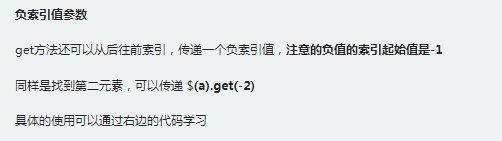 负索引值参数
get方法还可以从后往前索引，传递一个负索引值，注意的负值的索引起始值是-1
同样是找到第二元素，可以传递 $(a).get(-2)
具体的使用可以通过右边的代码学习